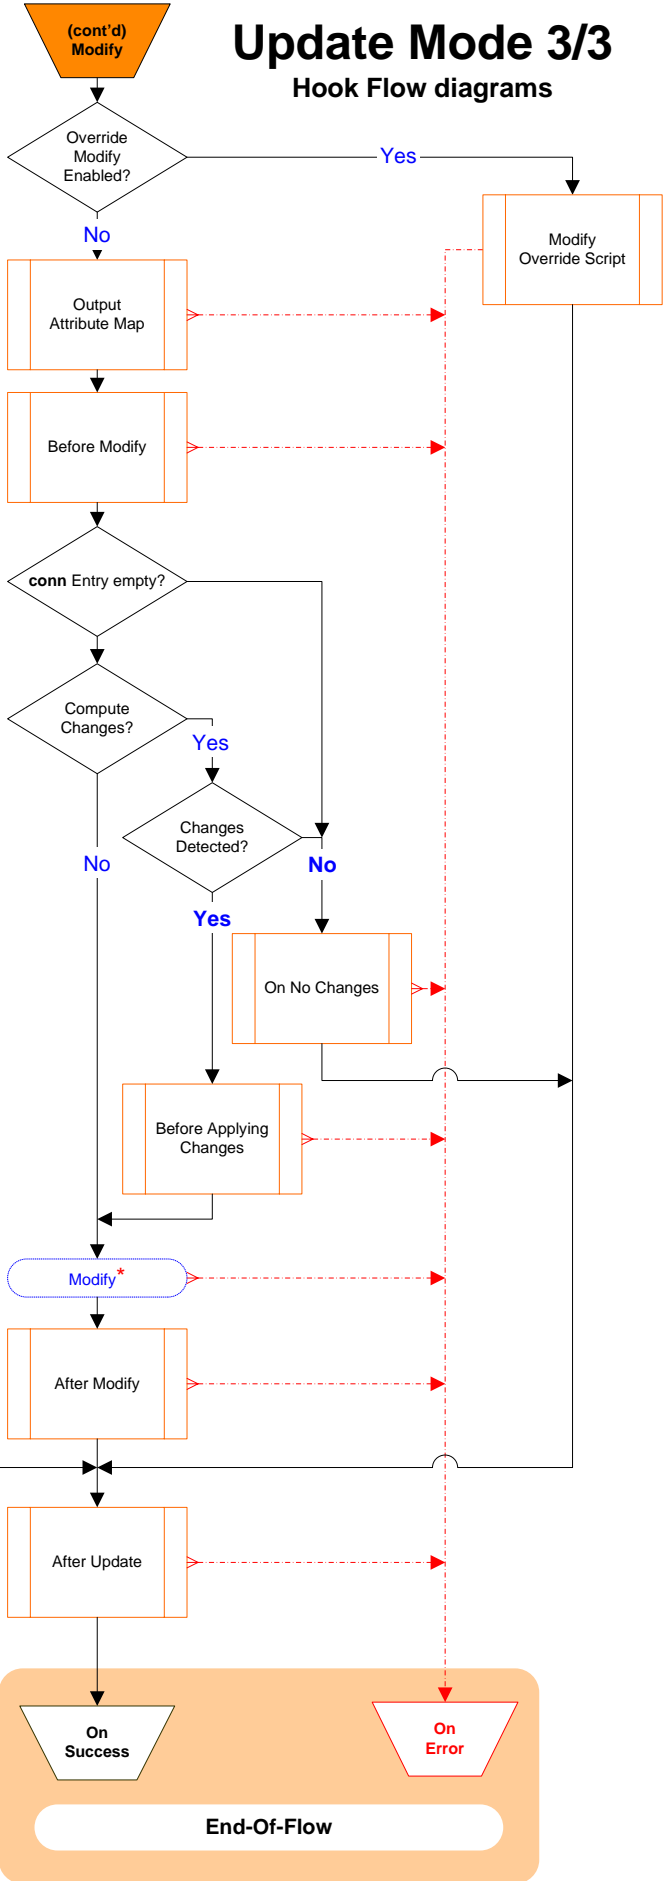 (cont'd)
Modify
Update Mode 3/3
Hook Flow diagrams
Override
Modify
Enabled?
Yes
No
Modify
Override Script
Output
Attribute Map
Before Modify
conn Entry empty?
Compute
Changes?
Yes
Changes
Detected?
No
No
Yes
On No Changes
Before Applying
Changes
Modify*
After Modify
After Update
On
Success
On
Error
End-Of-Flow